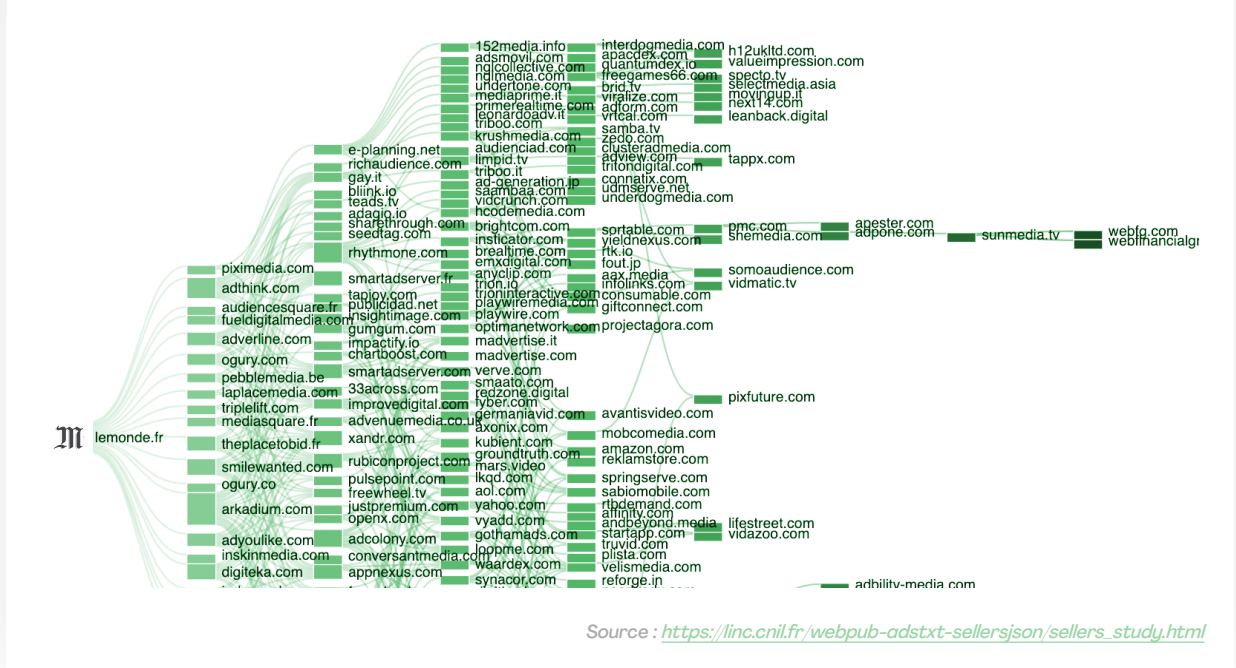 lemonde.fr
piximedia.com
adthink.com
audiencesquare.fr
fueldigitalmedia.com
adverline.com
ogury.com
pebblemedia.be
laplacemedia.com
triplelift.com
mediasquare.fr
theplacetobid.fr
smilewanted.com
ogury.co
arkadium.com
adyoulike.com
inskinmedia.com
digiteka.com
e-planning.net
richaudience.com
gay.it
bliink.io
teads.tv
adagio.io
sharethrough.com
seedtag.com
rhythmone.com
smartadserver.fr
tapjoy.com
publicidad.net
insightimage.com
gumgum.com
impactify.io
chartboost.com
smartadserver.com
33across.com
improvedigital.com
advenuemedia.co.uk
xandr.com
rubiconproject.com
pulsepoint.com
freewheel.tv
justpremium.com
openx.com
adcolony.com
conversantmedia.com
appnexus.com
152media.info
adsmovil.com
nglcollective.com
nglmedia.com
undertone.com
mediaprime.it
primerealtime.com
leonardoadv.it
triboo.com
krushmedia.com
audienciad.com
limpid.tv
triboo.it
ad-generation.jp
saambaa.com
vidcrunch.com
hcodemedia.com
brightcom.com
insticator.com
brealtime.com
emxdigital.com
anyclip.com
trion.io
trioninteractive.com
playwiremedia.com
playwire.com
optimanetwork.com
madvertise.it
madvertise.com
verve.com
smaato.com
redzone.digital
fyber.com
germaniavid.com
axonix.com
kubient.com
groundtruth.com
mars.video
lkqd.com
aol.com
yahoo.com
vyadd.com
gothamads.com
loopme.com
waardex.com
synacor.com
interdogmedia.com
apacdex.com
quantumdex.io
freegames66.com
brid.tv
viralize.com
adform.com
vrtcal.com
samba.tv
zedo.com
clusteradmedia.com
adview.com
tritondigital.com
connatix.com
udmserve.net
underdogmedia.com
sortable.com
yieldnexus.com
rtk.io
fout.jp
aax.media
infolinks.com
consumable.com
giftconnect.com
projectagora.com
avantisvideo.com
mobcomedia.com
amazon.com
reklamstore.com
springserve.com
sabiomobile.com
rtbdemand.com
affinity.com
andbeyond.media
startapp.com
truvid.com
plista.com
velismedia.com
reforge.in
h12ukltd.com
valueimpression.com
specto.tv
selectmedia.asia
movingup.it
next14.com
leanback.digital
tappx.com
pmc.com
shemedia.com
somoaudience.com
vidmatic.tv
pixfuture.com
lifestreet.com
vidazoo.com
apester.com
adpone.com
adbility-media.com
sunmedia.tv
webfg.com
webfinancialgr
Source : https://linc.cnil.fr/webpub-adstxt-sellersjson/sellers_study.html